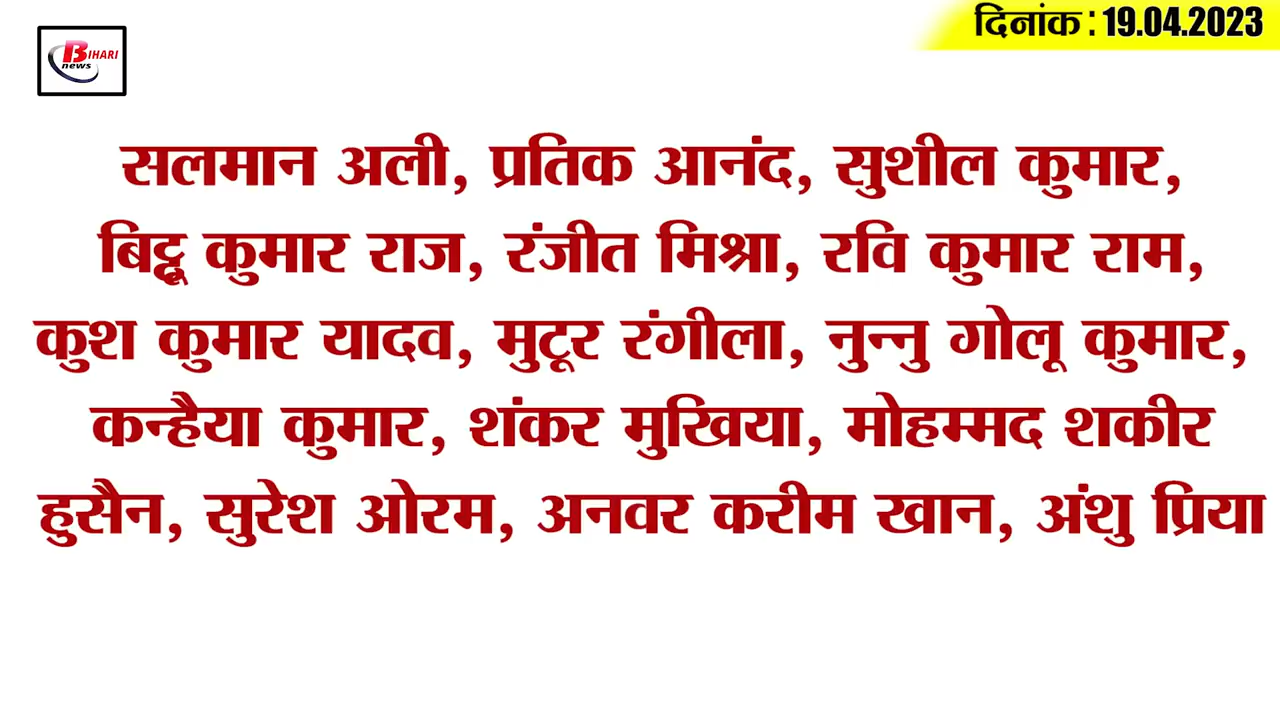 BIHARI
news
दिनांक : 19.04.2023
सलमान अली, प्रतिक आनंद, सुशील कुमार,
बिट्टू कुमार राज, रंजीत मिश्रा, रवि कुमार राम,
कुश कुमार यादव, मुटूर रंगीला, नुन्नु गोलू कुमार,
कन्हैया कुमार, शंकर मुखिया, मोहम्मद शकीर
हुसैन, सुरेश ओरम, अनवर करीम खान, अंशु प्रिया